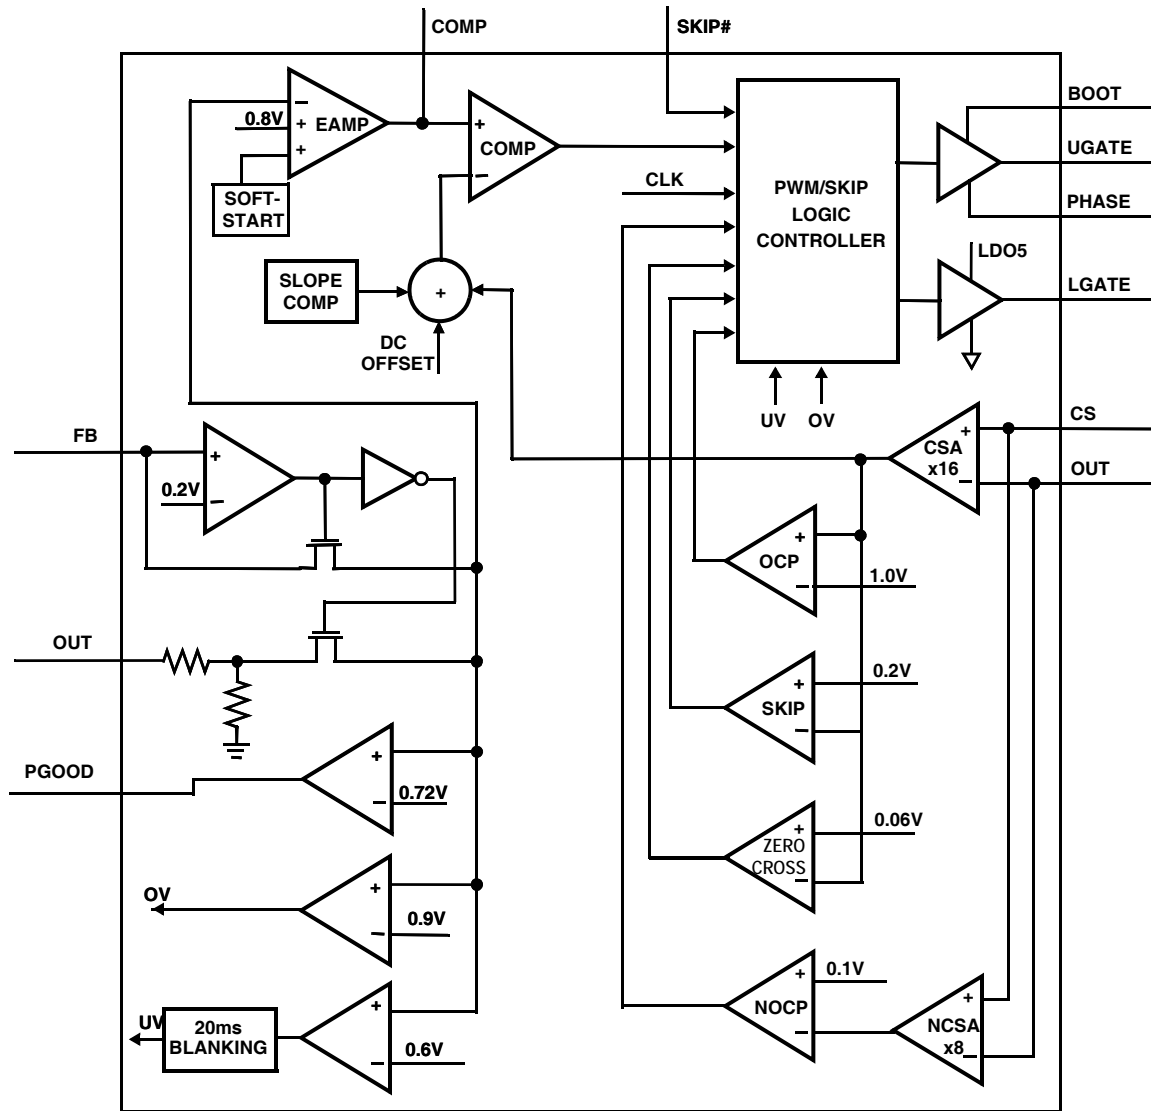 COMP
SKIP#
BOOT
UGATE
PHASE
LGATE
CS
OUT
−
0.8V
+
EAMP
+
SOFT-
START
+
COMP
−
CLK
PWM/SKIP
LOGIC
CONTROLLER
LDO5
SLOPE
COMP
+
DC
OFFSET
UV
OV
FB
+
0.2V
−
+
CSA
x16
−
+
OCP
−
1.0V
OUT
+
0.2V
SKIP
−
PGOOD
+
−
0.72V
+
0.06V
ZERO
CROSS
−
OV
+
−
0.9V
+
0.1V
NOCP
−
+
NCSA
x8
−
UV
20ms
BLANKING
+
−
0.6V